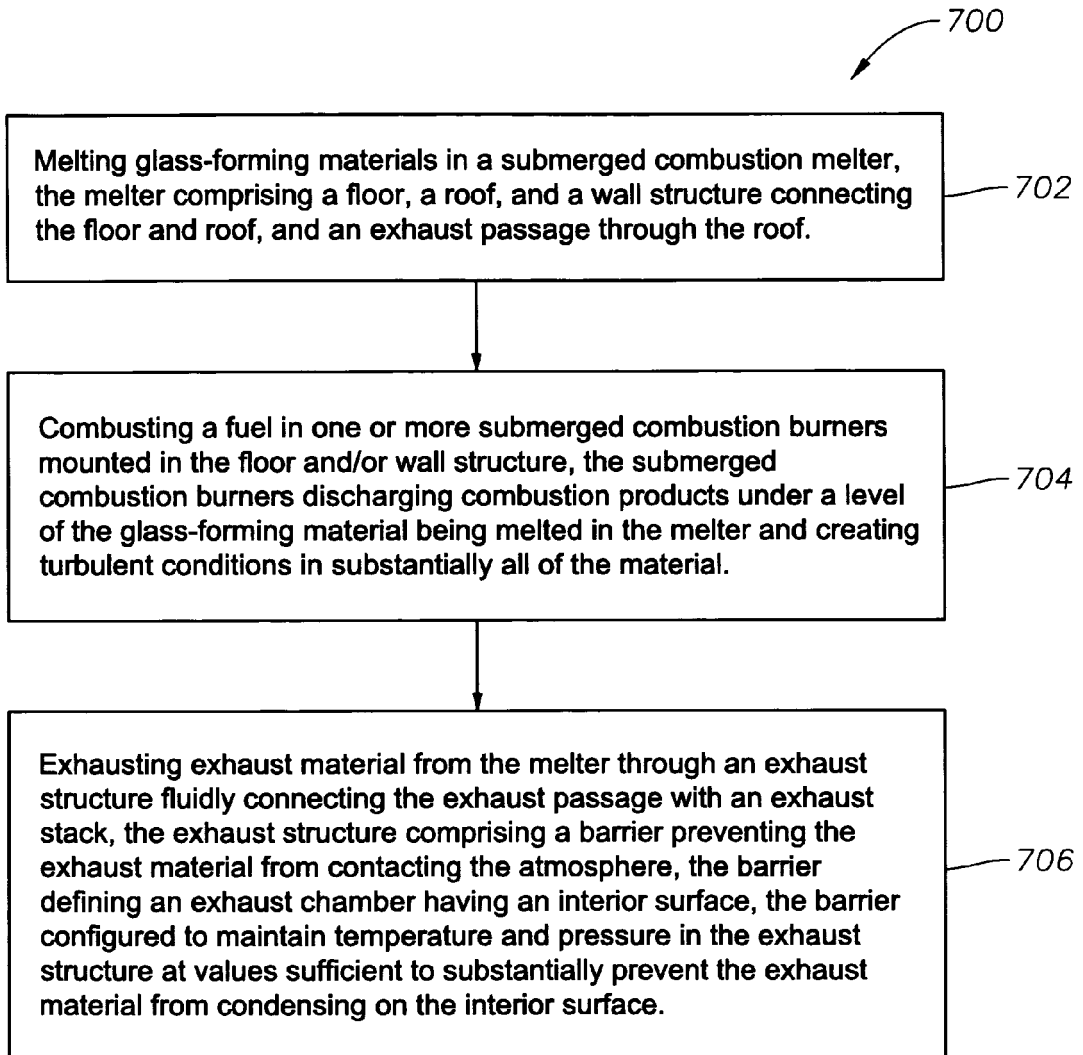 700
Melting glass-forming materials in a submerged combustion melter,
the melter comprising a floor, a roof, and a wall structure connecting
the floor and roof, and an exhaust passage through the roof.
702
Combusting a fuel in one or more submerged combustion burners
mounted in the floor and/or wall structure, the submerged
combustion burners discharging combustion products under a level
of the glass-forming material being melted in the melter and creating
turbulent conditions in substantially all of the material.
704
Exhausting exhaust material from the melter through an exhaust
structure fluidly connecting the exhaust passage with an exhaust
stack, the exhaust structure comprising a barrier preventing the
exhaust material from contacting the atmosphere, the barrier
defining an exhaust chamber having an interior surface, the barrier
configured to maintain temperature and pressure in the exhaust
structure at values sufficient to substantially prevent the exhaust
material from condensing on the interior surface.
706